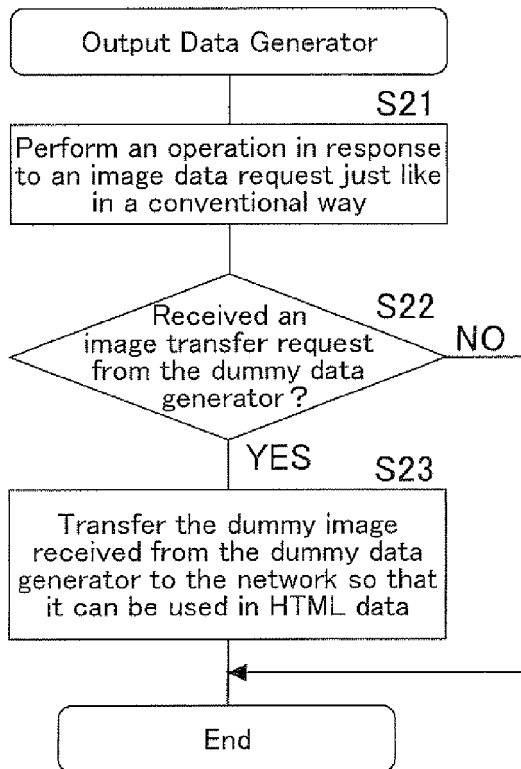 Output Data Generator
S21
Perform an operation in response
to an image data request just like
in a conventional way
S22
Received an
image transfer request
from the dummy data
generator?
NO
YES
S23
Transfer the dummy image
received from the dummy data
generator to the network so that
it can be used in HTML data
End